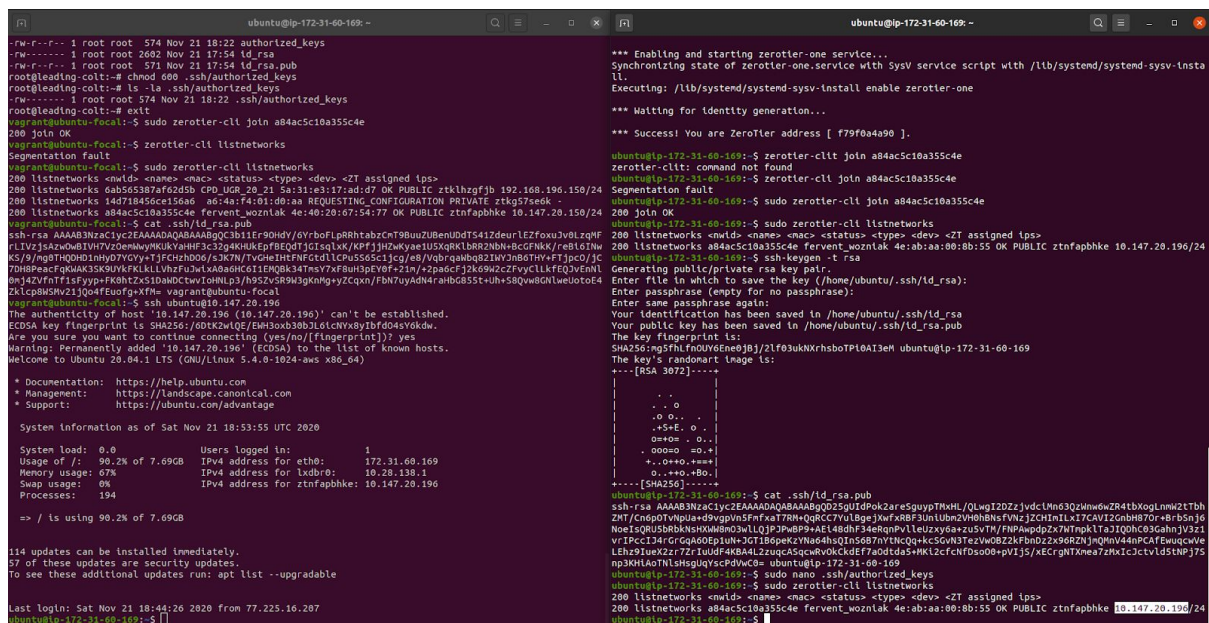 ubuntu@ip-172-31-60-169: ~
-rw-r--r-- 1 root root 574 Nov 21 18:22 authorized_keys
-rw------- 1 root root 2602 Nov 21 17:54 id_rsa
-rw-r--r-- 1 root root 571 Nov 21 17:54 id_rsa.pub
root@leading-colt:~# chmod 600 .ssh/authorized_keys
root@leading-colt:~# ls -la .ssh/authorized_keys
-rw------- 1 root root 574 Nov 21 18:22 .ssh/authorized_keys
root@leading-colt:~# exit
vagrant@ubuntu-focal:~$ sudo zerotier-cli join a84ac5c10a355c4e
200 join OK
vagrant@ubuntu-focal:~$ zerotier-cli listnetworks
Segmentation fault
vagrant@ubuntu-focal:~$ sudo zerotier-cli listnetworks
200 listnetworks <nwid> <name> <mac> <status> <type> <dev> <ZT assigned ips>
200 listnetworks 6ab565387af62d5b CPD_UGR_20_21 5a:31:e3:17:ad:d7 OK PUBLIC ztklhzgfjb 192.168.196.150/24
200 listnetworks 14d718456ce156a6  a6:4a:f4:01:d0:aa REQUESTING_CONFIGURATION PRIVATE ztkg57se6k -
200 listnetworks a84ac5c10a355c4e fervent_wozniak 4e:40:20:67:54:77 OK PUBLIC ztnfapbhke 10.147.20.150/24
vagrant@ubuntu-focal:~$ cat .ssh/id_rsa.pub
ssh-rsa
vagrant@ubuntu-focal
vagrant@ubuntu-focal:~$ ssh ubuntu@10.147.20.196
The authenticity of host '10.147.20.196 (10.147.20.196)' can't be established.
ECDSA key fingerprint is
Are you sure you want to continue connecting (yes/no/[fingerprint])? yes
Warning: Permanently added '10.147.20.196' (ECDSA) to the list of known hosts.
Welcome to Ubuntu 20.04.1 LTS (GNU/Linux 5.4.0-1024-aws x86_64)
* Documentation:  https://help.ubuntu.com
* Management:     https://landscape.canonical.com
* Support:        https://ubuntu.com/advantage
System information as of Sat Nov 21 18:53:55 UTC 2020
System load:  0.0                Users logged in:                1
Usage of /:   90.2% of 7.69GB    IPv4 address for eth0:       172.31.60.169
Memory usage: 67%                IPv4 address for lxdbr0:     10.28.138.1
Swap usage:   0%                 IPv4 address for ztnfapbhke: 10.147.20.196
Processes:    194
=> / is using 90.2% of 7.69GB
114 updates can be installed immediately.
57 of these updates are security updates.
To see these additional updates run: apt list --upgradable
Last login: Sat Nov 21 18:44:26 2020 from 77.225.16.207
ubuntu@ip-172-31-60-169:~$
ubuntu@ip-172-31-60-169: ~
*** Enabling and starting zerotier-one service...
Synchronizing state of zerotier-one.service with SysV service script with /lib/systemd/systemd-sysv-insta
ll.
Executing: /lib/systemd/systemd-sysv-install enable zerotier-one
*** Waiting for identity generation...
*** Success! You are ZeroTier address [ f79f0a4a90 ].
ubuntu@ip-172-31-60-169:~$ zerotier-clit join a84ac5c10a355c4e
zerotier-clit: command not found
ubuntu@ip-172-31-60-169:~$ zerotier-cli join a84ac5c10a355c4e
Segmentation fault
ubuntu@ip-172-31-60-169:~$ sudo zerotier-cli join a84ac5c10a355c4e
200 join OK
ubuntu@ip-172-31-60-169:~$ sudo zerotier-cli listnetworks
200 listnetworks <nwid> <name> <mac> <status> <type> <dev> <ZT assigned ips>
200 listnetworks a84ac5c10a355c4e fervent_wozniak 4e:ab:aa:00:8b:55 OK PUBLIC ztnfapbhke 10.147.20.196/24
ubuntu@ip-172-31-60-169:~$ ssh-keygen -t rsa
Generating public/private rsa key pair.
Enter file in which to save the key (/home/ubuntu/.ssh/id_rsa):
Enter passphrase (empty for no passphrase):
Enter same passphrase again:
Your identification has been saved in /home/ubuntu/.ssh/id_rsa
Your public key has been saved in /home/ubuntu/.ssh/id_rsa.pub
The key fingerprint is:
ubuntu@ip-172-31-60-169
The key's randomart image is:
+---[RSA 3072]----+
|                 |
|     . .         |
|    . . o        |
|    .o o..  .    |
|    .+S+E. o .   |
|    o=+o= . o..|
|  . ooo=o  =o.+|
|   +..o++o.+==+|
|    o..++o.+Bo.|
+----[SHA256]-----+
ubuntu@ip-172-31-60-169:~$ cat .ssh/id_rsa.pub
ssh-rsa
ubuntu@ip-172-31-60-169
ubuntu@ip-172-31-60-169:~$ sudo nano .ssh/authorized_keys
ubuntu@ip-172-31-60-169:~$ sudo zerotier-cli listnetworks
200 listnetworks <nwid> <name> <mac> <status> <type> <dev> <ZT assigned ips>
200 listnetworks a84ac5c10a355c4e fervent_wozniak 4e:ab:aa:00:8b:55 OK PUBLIC ztnfapbhke 10.147.20.196/24
ubuntu@ip-172-31-60-169:~$